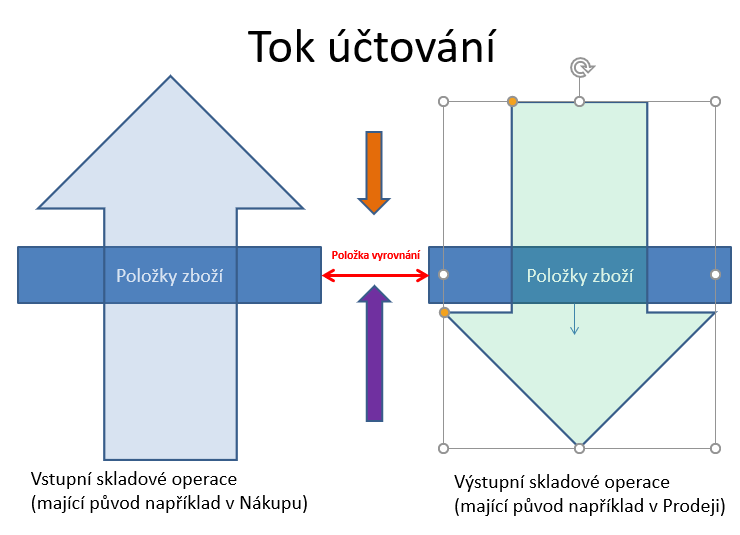 Tok účtování
Položka vyrovnání
Položky zboží
Položky zboží
Vstupní skladové operace
(mající původ například v Nákupu)
Výstupní skladové operace
(mající původ například v Prodeji)